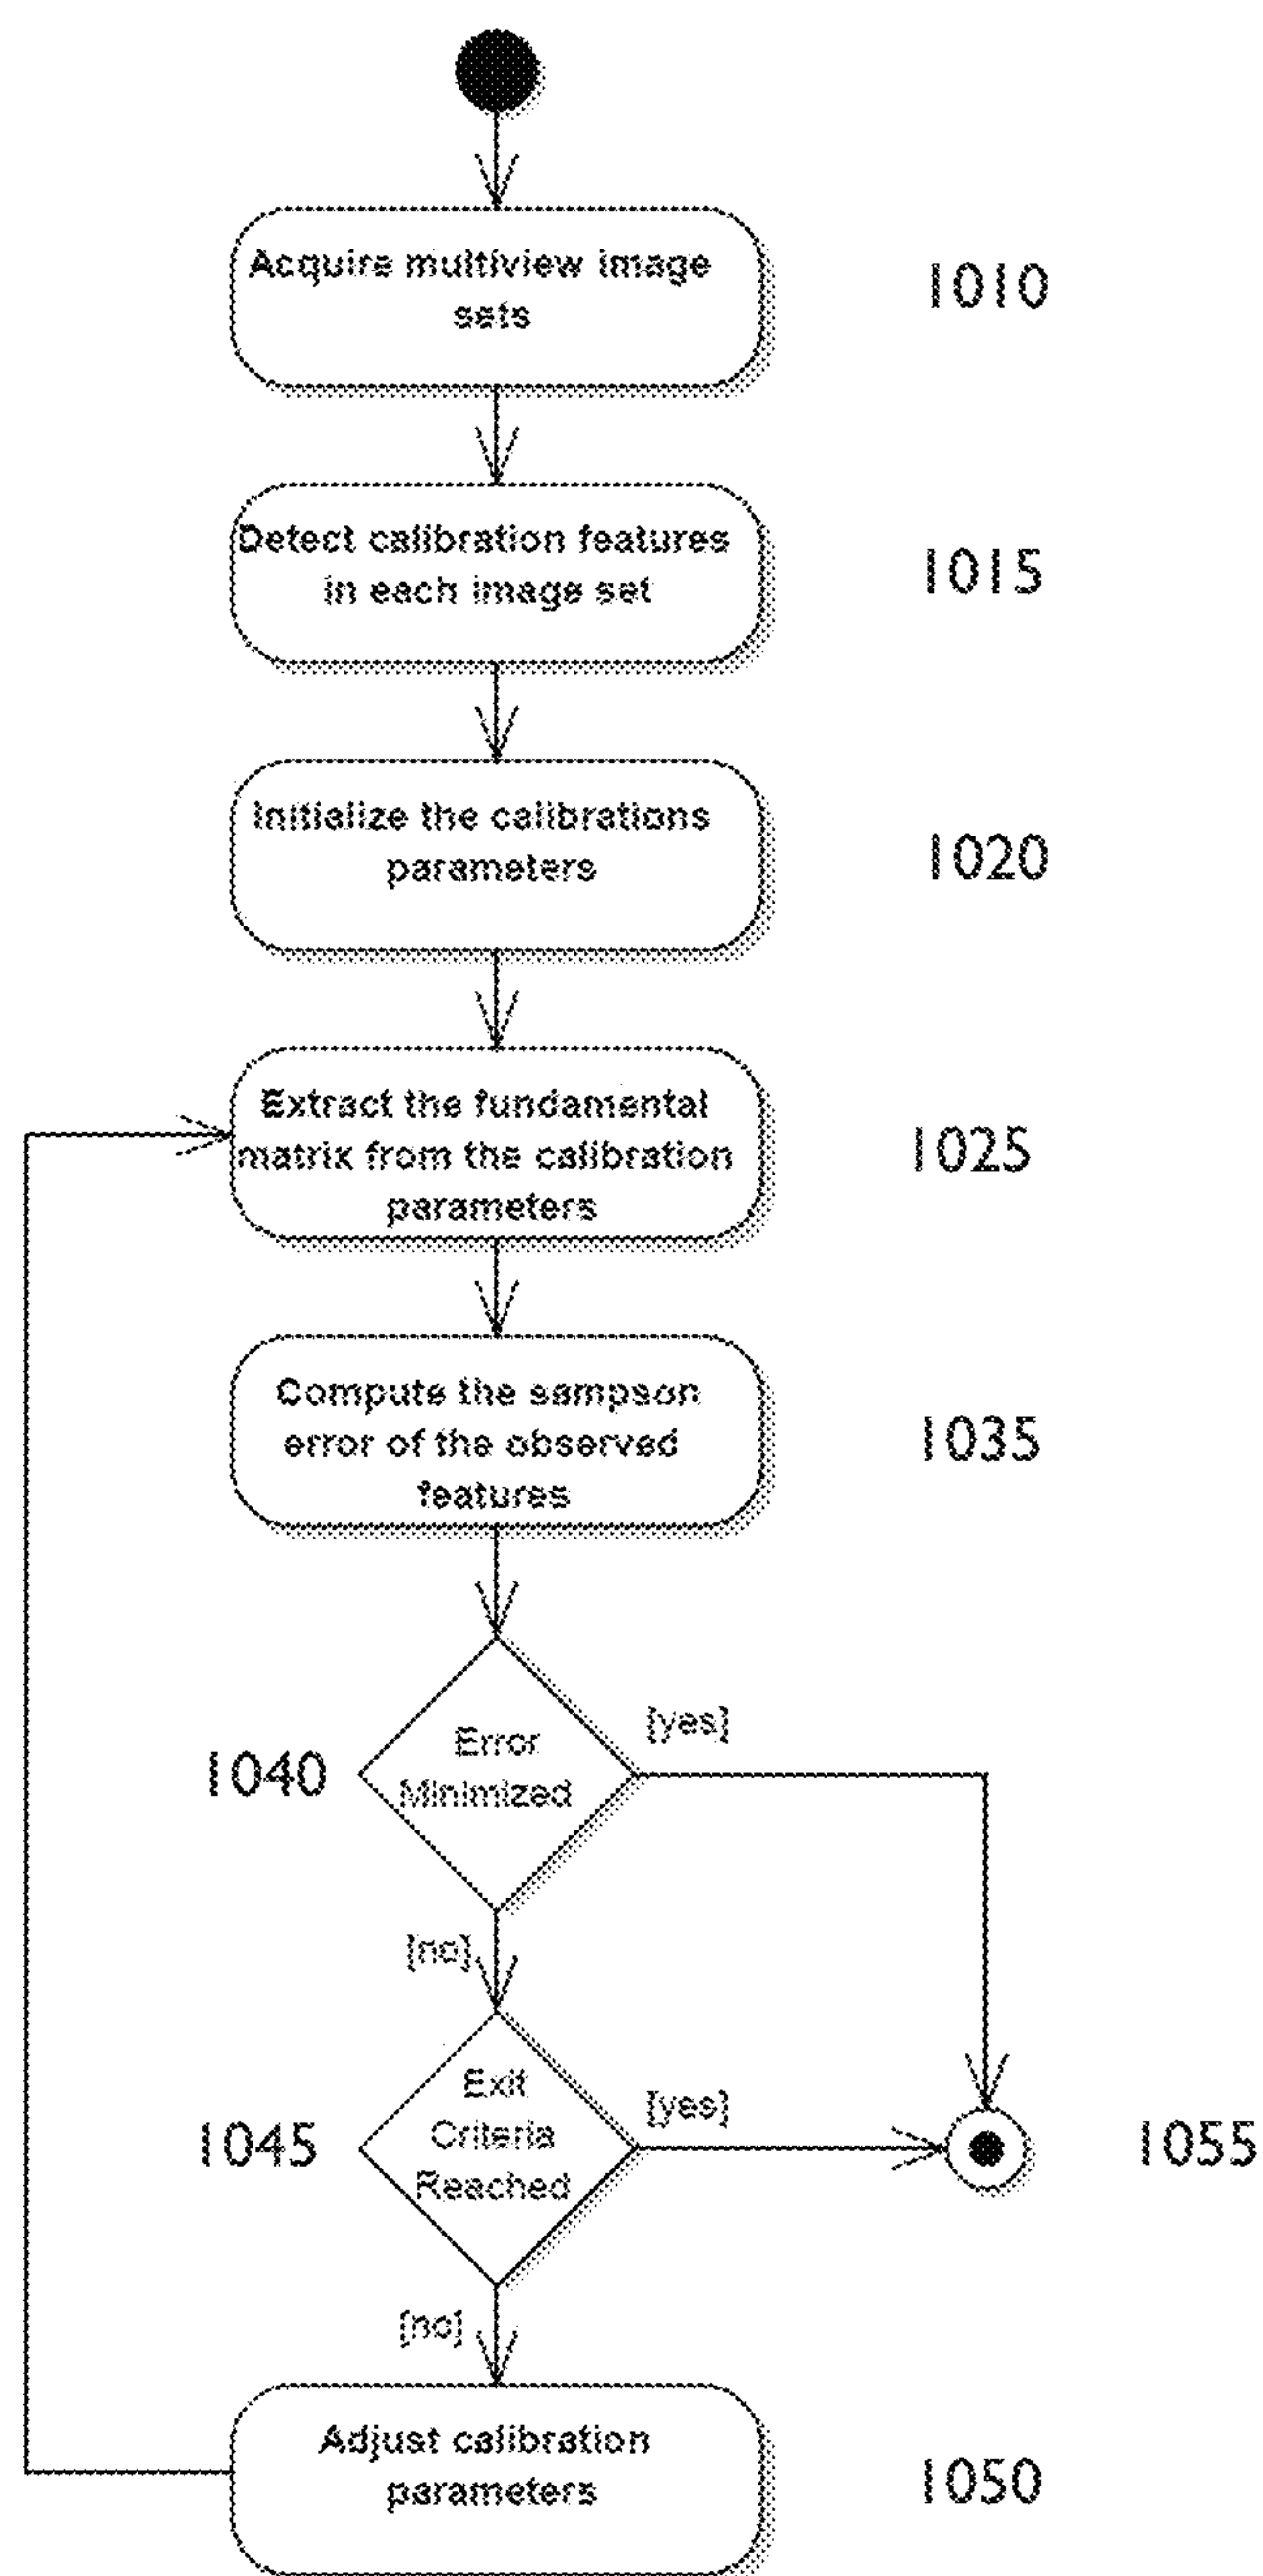 Acquire multiview image
sets
1010
Detect calibration features
in each image set
1015
Initialize the calibrations
parameters
1020
Extract the fundamental
matrix from the calibration
parameters
1025
Compute the sampson
error of the observed
features
1035
Error
Minimized
1040
[yes]
[no]
Exit
Criteria
Reached
1045
[yes]
1055
[no]
Adjust calibration
parameters
1050